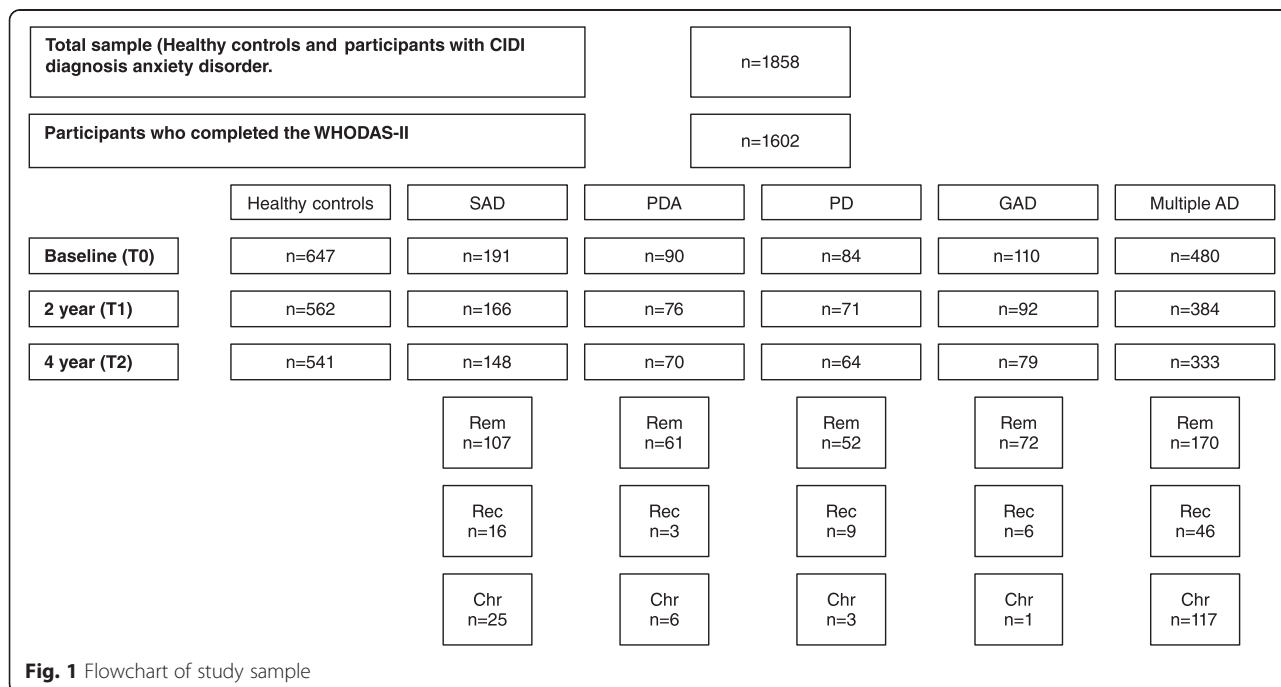 Total sample (Healthy controls and participants with CIDI
diagnosis anxiety disorder.
n=1858
Participants who completed the WHODAS-II
n=1602
Healthy controls SAD PDA PD GAD Multiple AD
Baseline (T0) n=647 n=191 n=90 n=84 n=110 n=480
2 year (T1) n=562 n=166 n=76 n=71 n=92 n=384
4 year (T2) n=541 n=148 n=70 n=64 n=79 n=333
Rem Rem Rem Rem Rem
n=107 n=61 n=52 n=72 n=170
Rec Rec Rec Rec Rec
n=16 n=3 n=9 n=6 n=46
Chr Chr Chr Chr Chr
n=25 n=6 n=3 n=1 n=117
Fig. 1 Flowchart of study sample